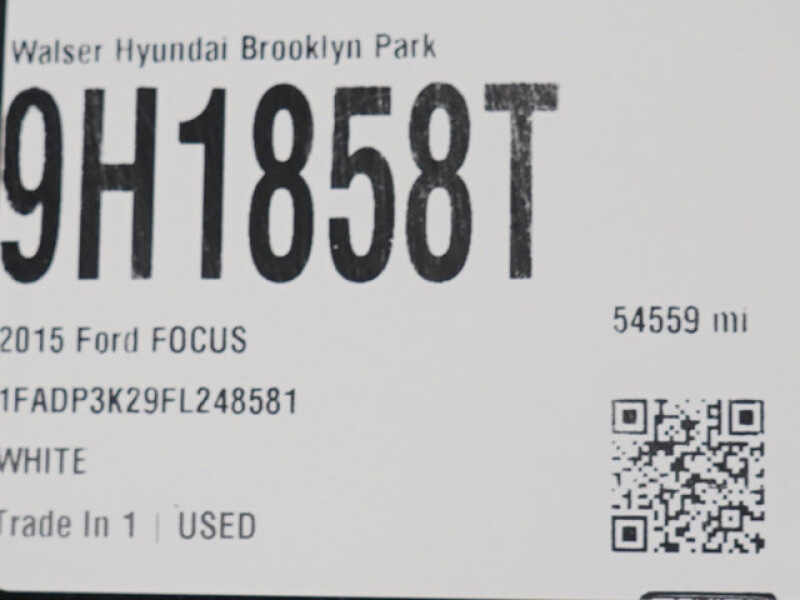 Walser Hyundai Brooklyn Park
9H1858T
54559 mi
2015 Ford FOCUS
1FADP3K29FL248581
WHITE
Trade In 1 | USED